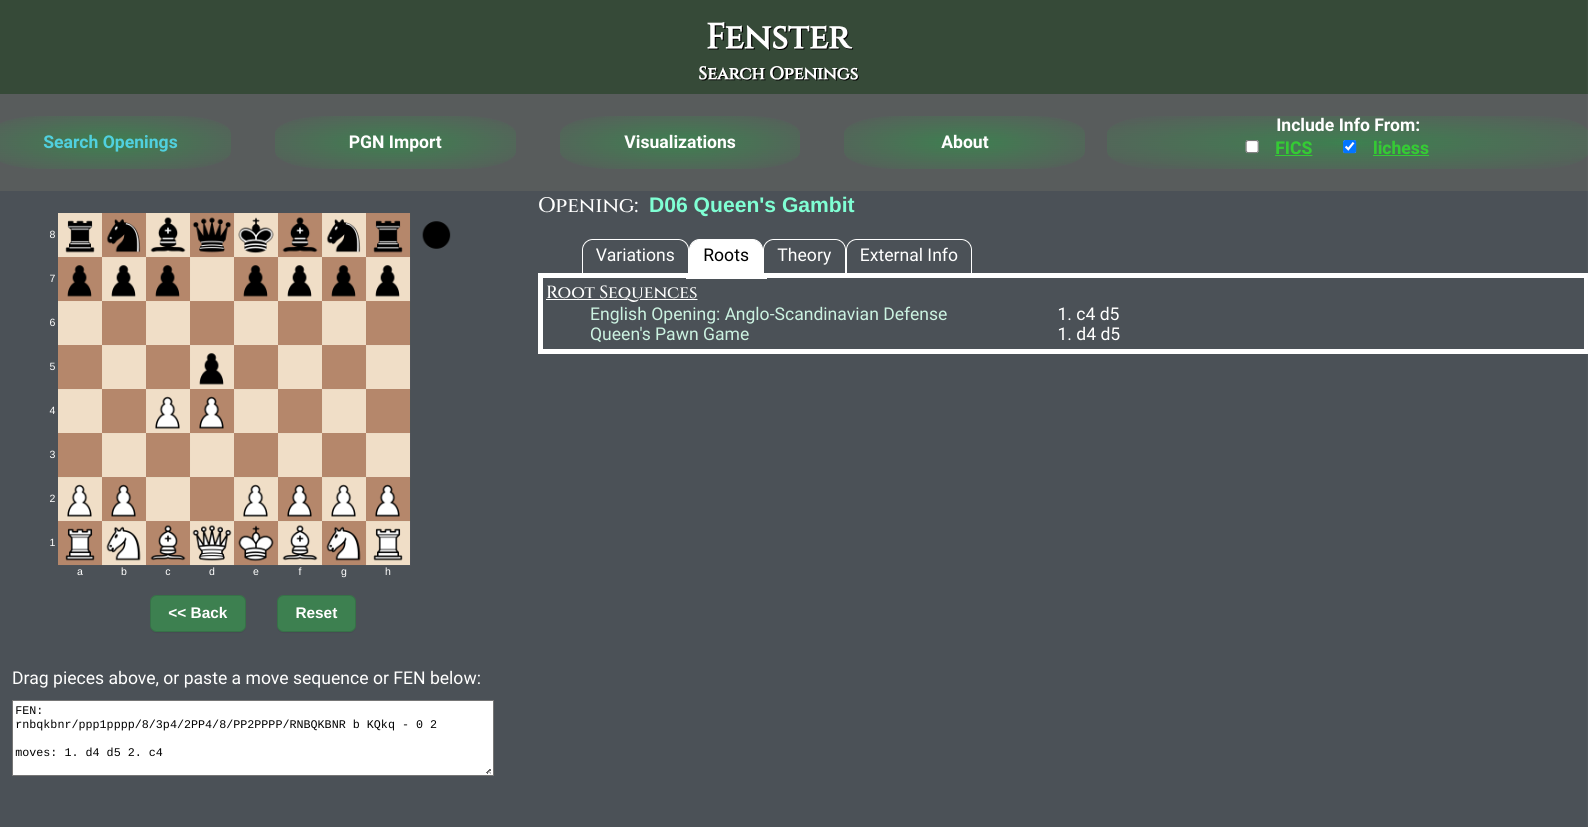 Fenster
Search Openings
Search Openings
PGN Import
Visualizations
About
Include Info From:
FICS
lichess
Opening: D06 Queen's Gambit
Variations
Roots
Theory
External Info
Root Sequences
English Opening: Anglo-Scandinavian Defense 1. c4 d5
Queen's Pawn Game 1. d4 d5
8
7
6
5
4
3
2
1
a b c d e f g h
<< Back
Reset
Drag pieces above, or paste a move sequence or FEN below:
FEN:
rnbqkbnr/ppp1pppp/8/3p4/2PP4/8/PP2PPPP/RNBQKBNR b KQkq - 0 2
moves: 1. d4 d5 2. c4